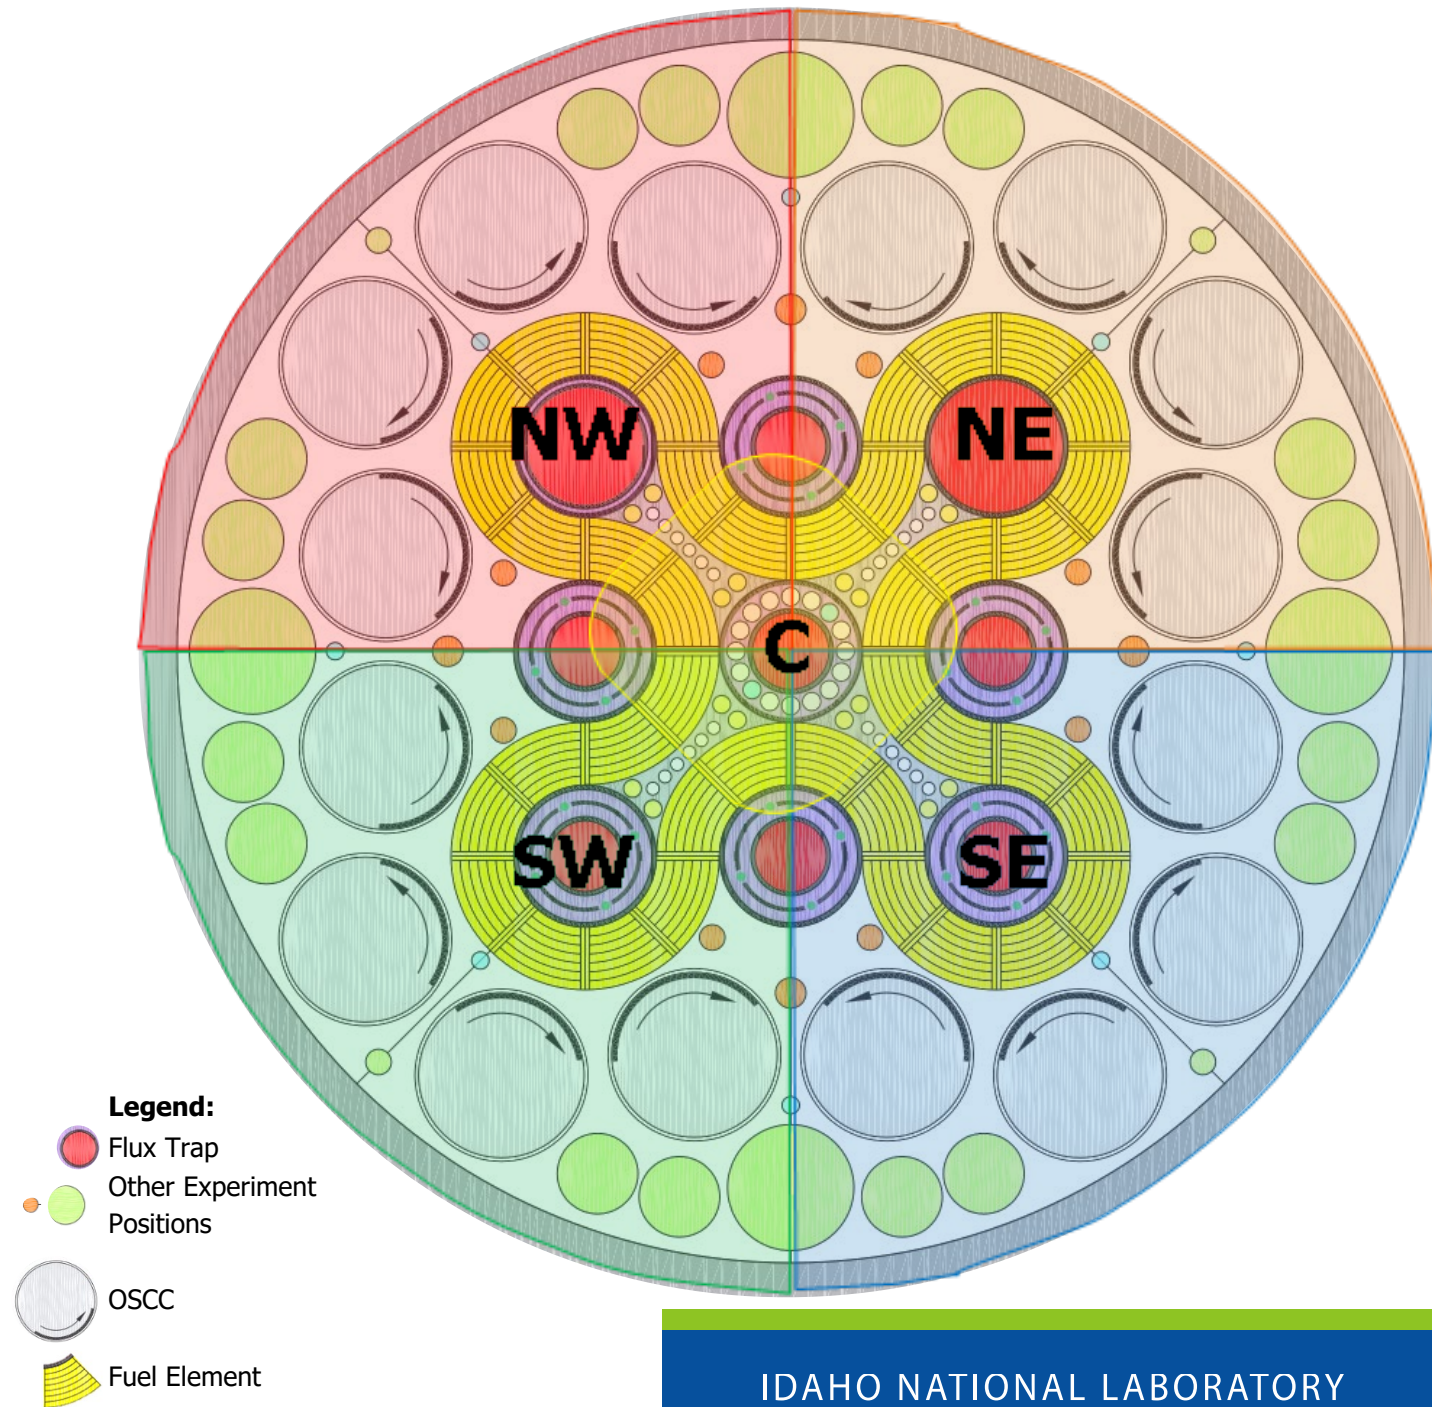 NW
NE
C
SW
SE
Legend:
Flux Trap
Other Experiment
Positions
OSCC
Fuel Element
IDAHO NATIONAL LABORATORY